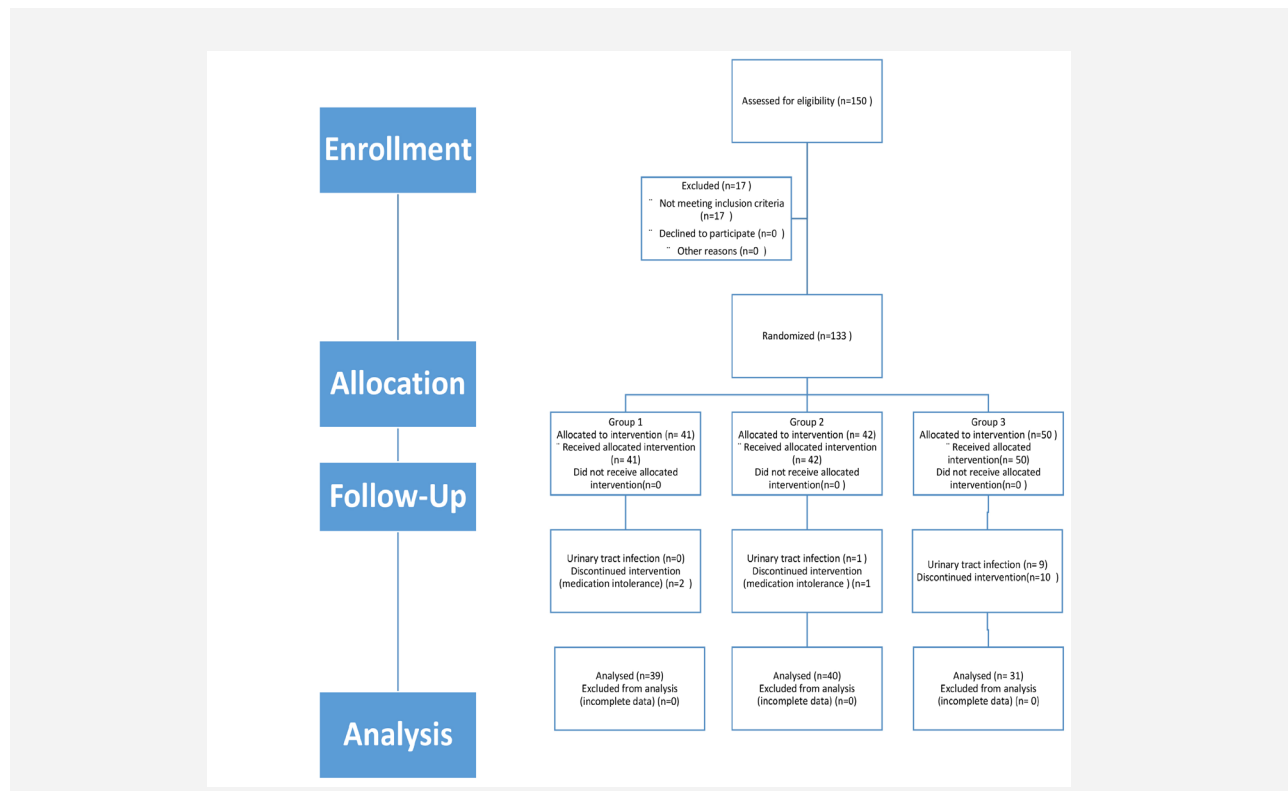 Enrollment
Assessed for eligibility (n=150 )
Excluded (n=17 )
¨ Not meeting inclusion criteria
(n=17 )
¨ Declined to participate (n=0 )
¨ Other reasons (n=0 )
Randomized (n=133 )
Allocation
Group 1
Allocated to intervention (n= 41)
¨ Received allocated intervention
(n= 41)
Did not receive allocated
intervention(n=0
Group 2
Allocated to intervention (n= 42)
¨ Received allocated intervention
(n= 42)
Did not receive allocated
intervention(n=0 )
Group 3
Allocated to intervention (n=50 )
¨ Received allocated
intervention(n= 50)
Did not receive allocated
intervention(n=0 )
Follow-Up
Urinary tract infection (n=0)
Discontinued intervention
(medication intolerance) (n=2 )
Urinary tract infection (n=1 )
Discontinued intervention
(medication intolerance ) (n=1
Urinary tract infection (n= 9)
Discontinued intervention(n=10 )
Analysis
Analysed (n=39)
Excluded from analysis
(incomplete data) (n=0)
Analysed (n=40)
Excluded from analysis
(incomplete data) (n=0)
Analysed (n= 31)
Excluded from analysis
(incomplete data) (n= 0)